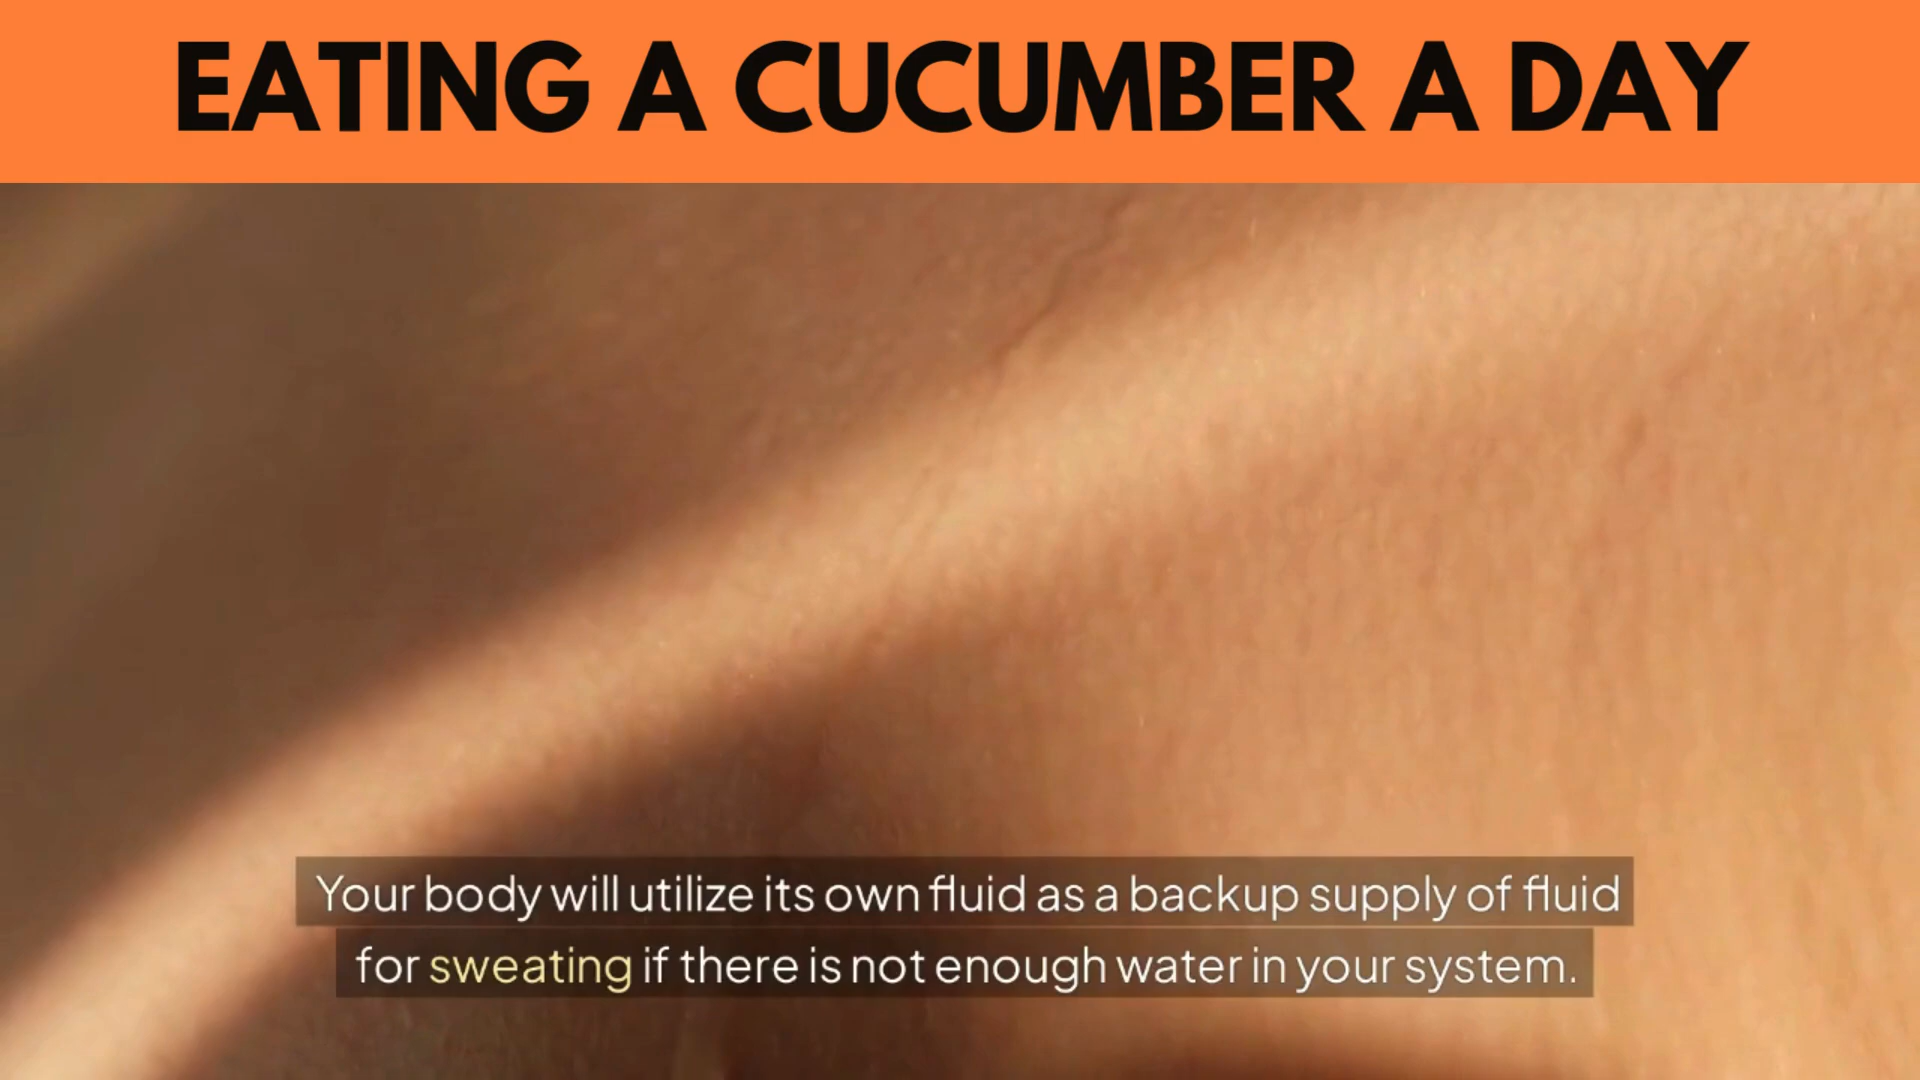 EATING A CUCUMBER A DAY
Your body will utilize its own fluid as a backup supply of fluid
for sweating if there is not enough water in your system.